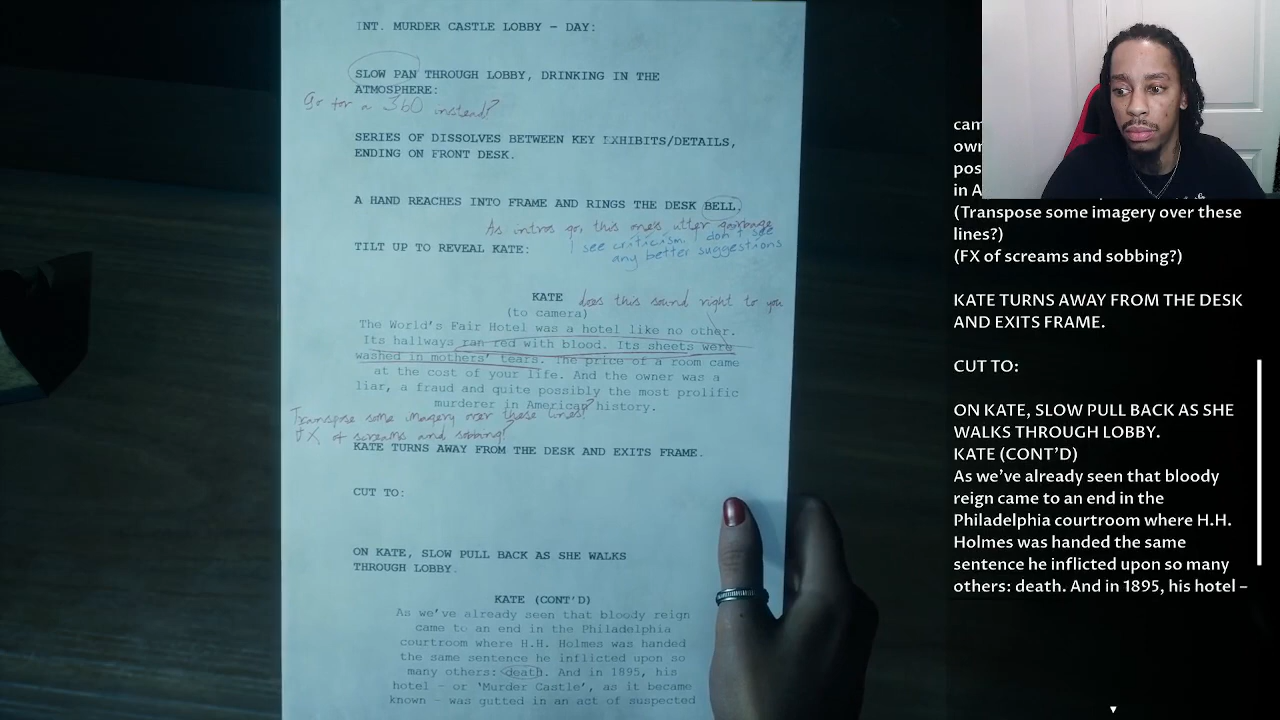 INT. MURDER CASTLE LOBBY – DAY:
SLOW PAN THROUGH LOBBY, DRINKING IN THE
ATMOSPHERE:
Go for a 360 instead?
SERIES OF DISSOLVES BETWEEN KEY EXHIBITS/DETAILS,
ENDING ON FRONT DESK.
A HAND REACHES INTO FRAME AND RINGS THE DESK BELL.
As intros go, this one's utter garbage
I see criticism. I don't see
any better suggestions
TILT UP TO REVEAL KATE:
KATE
does this sound right to you
(to camera)
The World's Fair Hotel was a hotel like no other.
Its hallways ran red with blood. Its sheets were
washed in mothers' tears. The price of a room came
at the cost of your life. And the owner was a
liar, a fraud and quite possibly the most prolific
murderer in American history.
Transpose some imagery over these lines?
FX of screams and sobbing?
KATE TURNS AWAY FROM THE DESK AND EXITS FRAME.
CUT TO:
ON KATE, SLOW PULL BACK AS SHE WALKS
THROUGH LOBBY.
KATE (CONT'D)
As we've already seen that bloody reign
came to an end in the Philadelphia
courtroom where H.H. Holmes was handed
the same sentence he inflicted upon so
many others: death. And in 1895, his
hotel – or 'Murder Castle', as it became
known – was gutted in an act of suspected
(Transpose some imagery over these
lines?)
(FX of screams and sobbing?)
KATE TURNS AWAY FROM THE DESK
AND EXITS FRAME.
CUT TO:
ON KATE, SLOW PULL BACK AS SHE
WALKS THROUGH LOBBY.
KATE (CONT'D)
As we've already seen that bloody
reign came to an end in the
Philadelphia courtroom where H.H.
Holmes was handed the same
sentence he inflicted upon so many
others: death. And in 1895, his hotel –